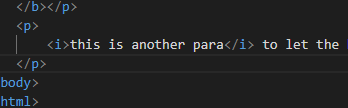 </b></p>
<p>
<i>this is another para</i> to let the
</p>
body>
html>